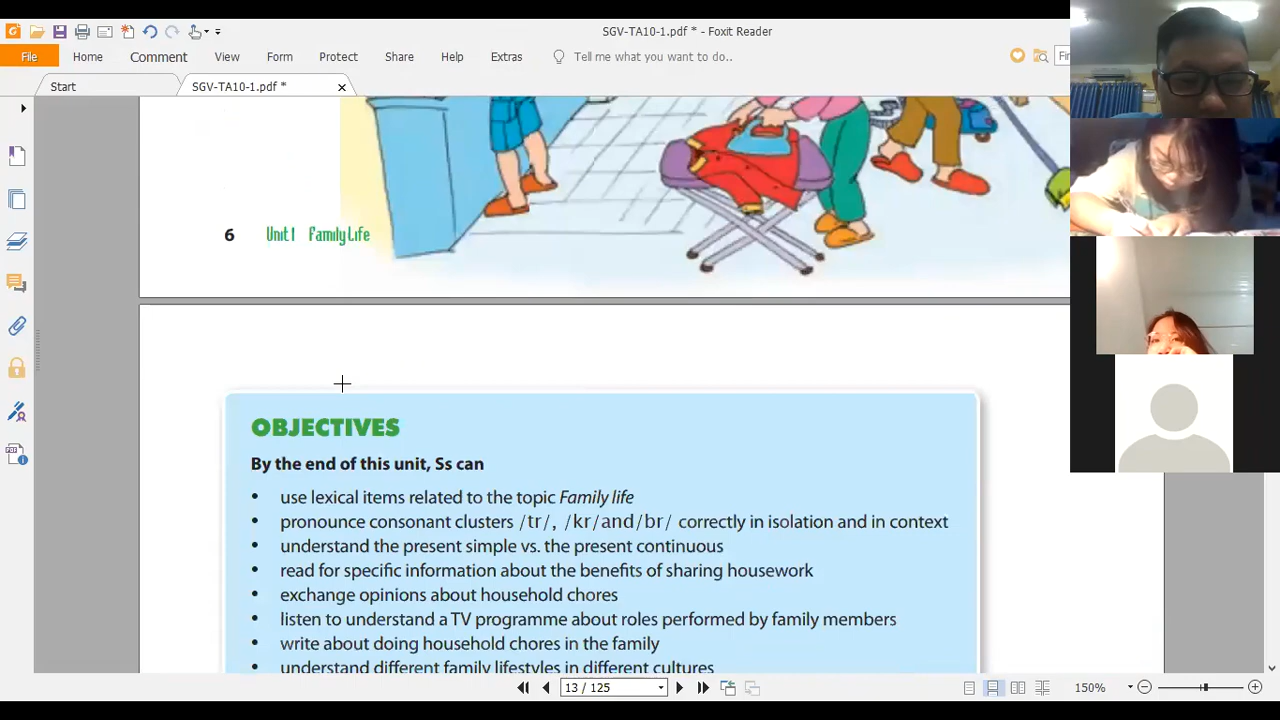 SGV-TA10-1.pdf * - Foxit Reader
File Home Comment View Form Protect Share Help Extras Tell me what you want to do..
Start SGV-TA10-1.pdf *
6 Unit 1 Family Life
OBJECTIVES
By the end of this unit, Ss can
• use lexical items related to the topic Family life
• pronounce consonant clusters /tr/, /kr/and/br/ correctly in isolation and in context
• understand the present simple vs. the present continuous
• read for specific information about the benefits of sharing housework
• exchange opinions about household chores
• listen to understand a TV programme about roles performed by family members
• write about doing household chores in the family
• understand different family lifestyles in different cultures
13 / 125
150%